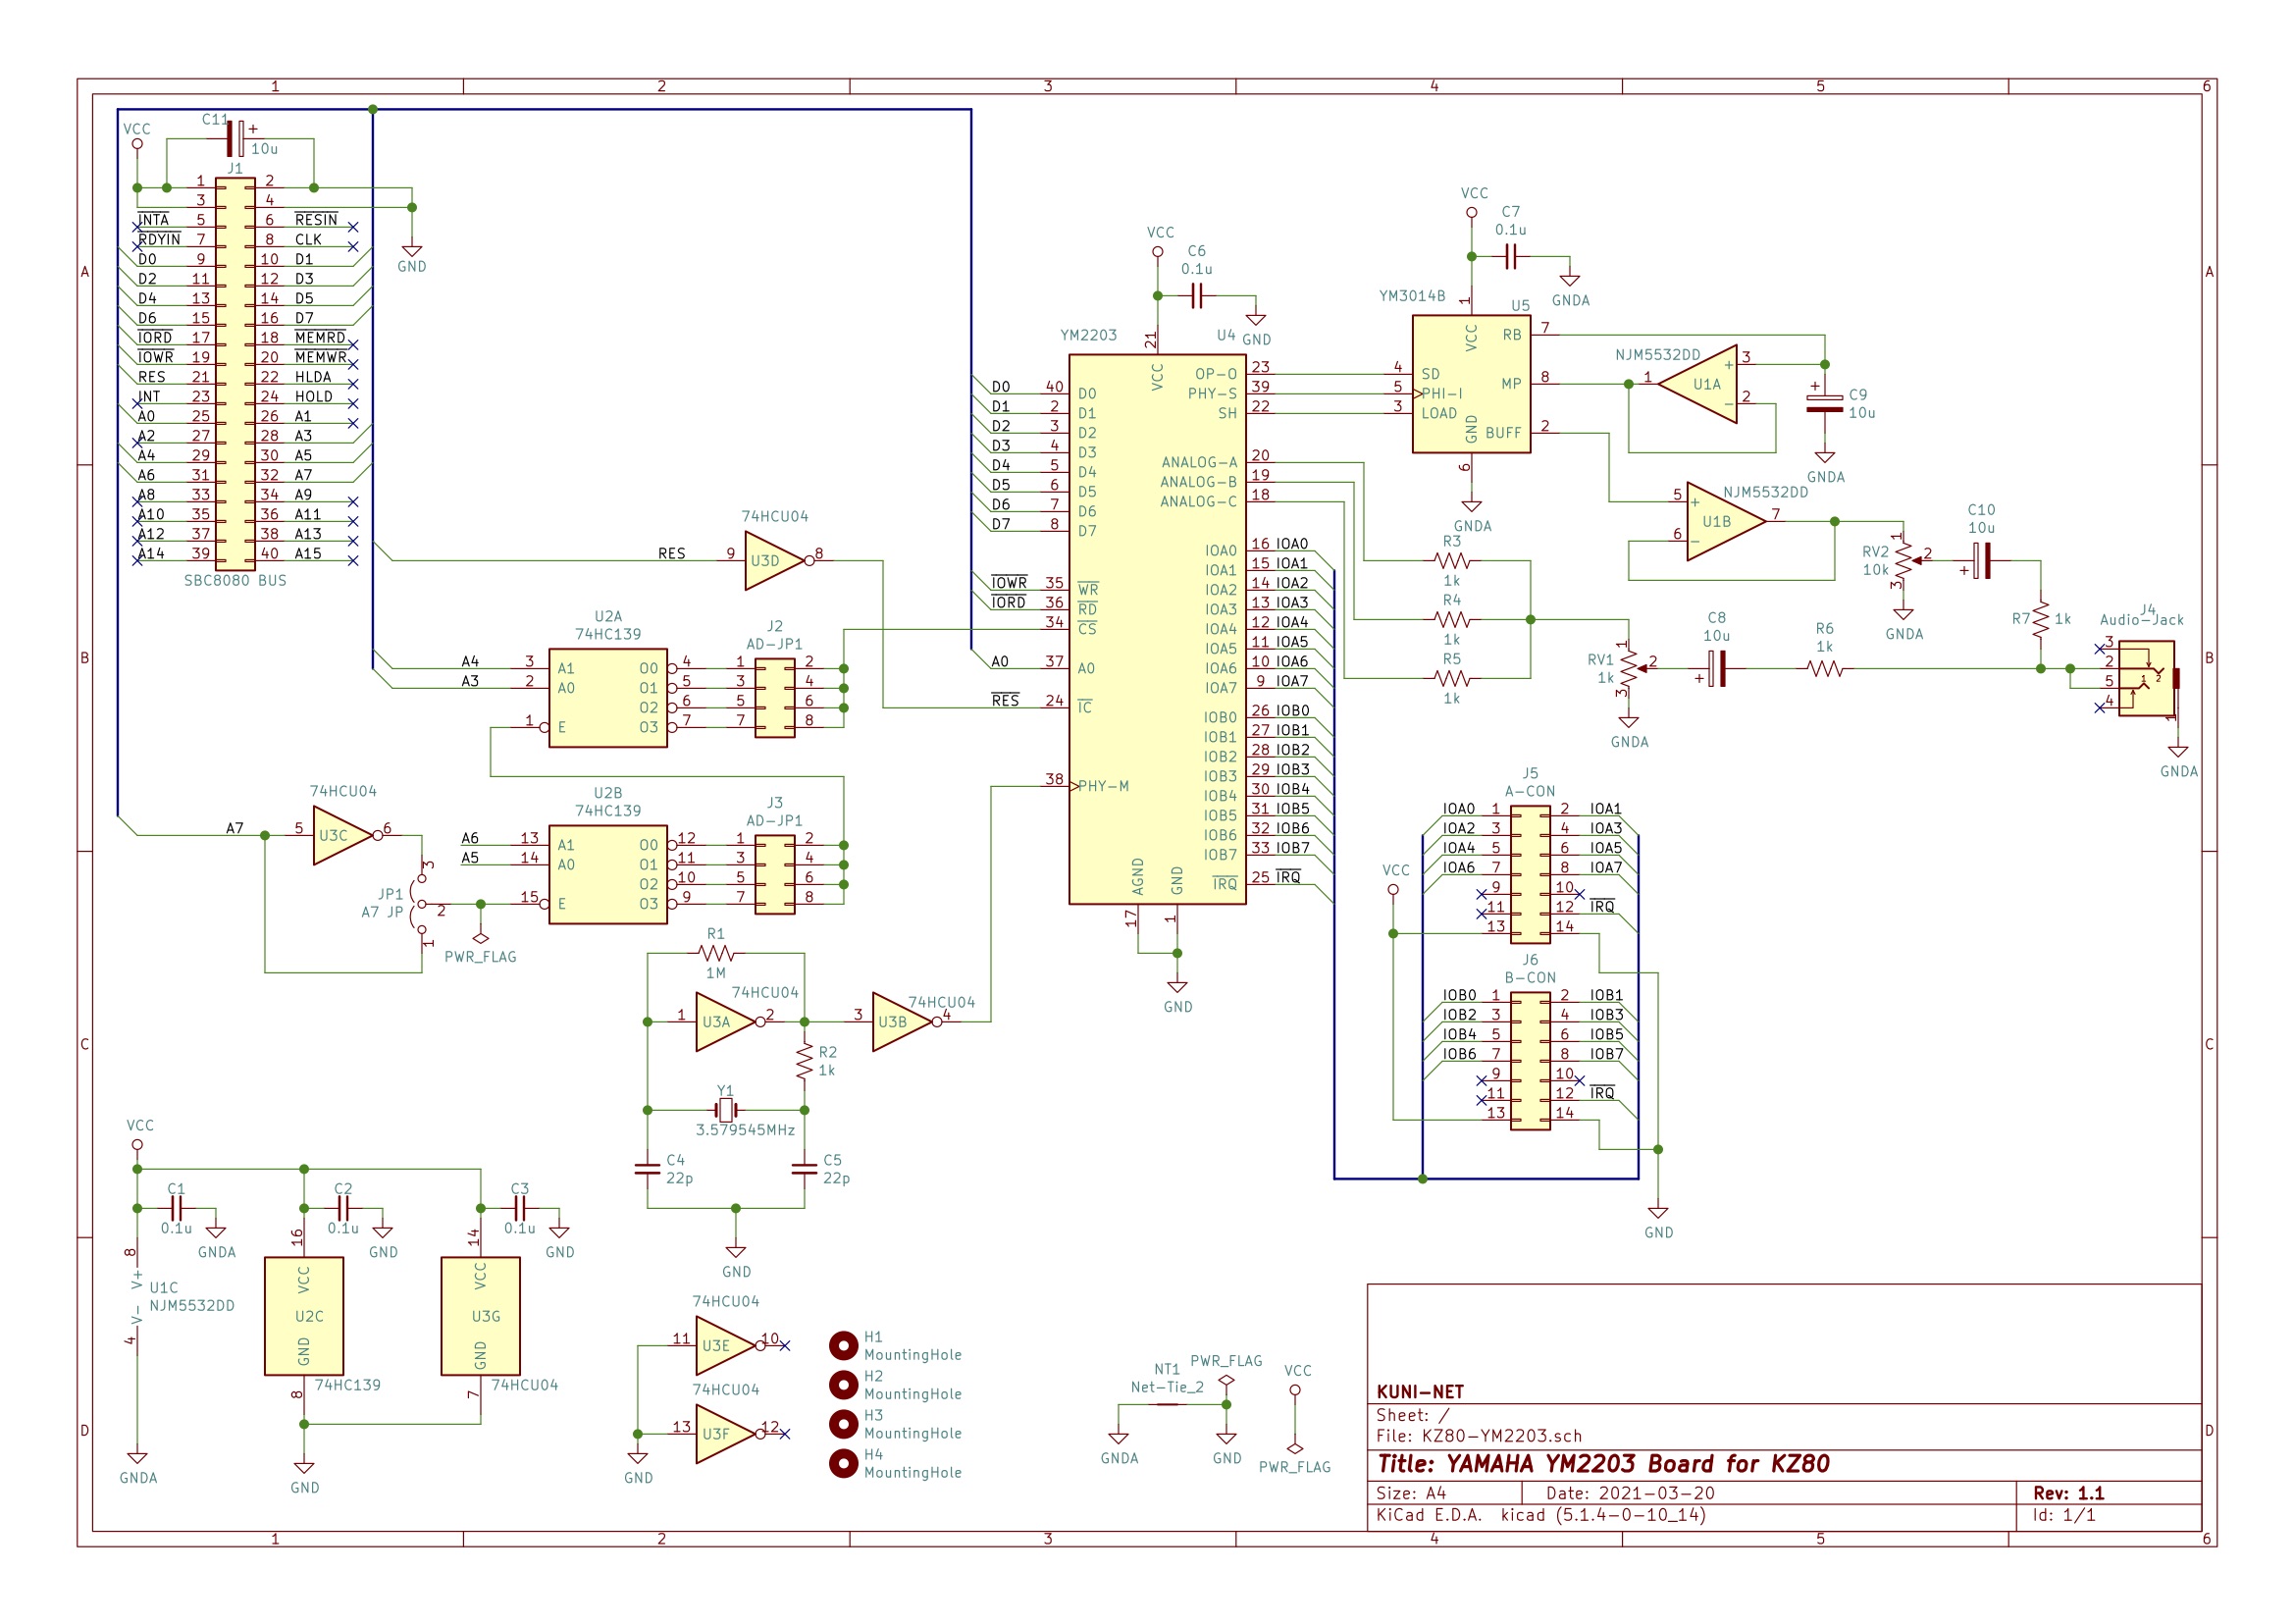 1 2 3 4 5 6
A A
B B
C C
D D
1 2 3 4 5 6
VCC
C11
+
10u
J1
1 2
3 4
INTA 5 6 RESIN
RDYIN 7 8 CLK
D0 9 10 D1
D2 11 12 D3
D4 13 14 D5
D6 15 16 D7
IORD 17 18 MEMRD
IOWR 19 20 MEMWR
RES 21 22 HLDA
INT 23 24 HOLD
A0 25 26 A1
A2 27 28 A3
A4 29 30 A5
A6 31 32 A7
A8 33 34 A9
A10 35 36 A11
A12 37 38 A13
A14 39 40 A15
SBC8080 BUS
GND
74HCU04
RES 9 U3D 8
U2A
74HC139
A4 3 A1 O0 4
A3 2 A0 O1 5
O2 6
1 E O3 7
J2
AD-JP1
1 2
3 4
5 6
7 8
U2B
74HC139
A6 13 A1 O0 12
A5 14 A0 O1 11
O2 10
15 E O3 9
J3
AD-JP1
1 2
3 4
5 6
7 8
74HCU04
A7 5 U3C 6
JP1
A7 JP
3
2
1
PWR_FLAG
R1
1M
74HCU04
1 U3A 2
74HCU04
3 U3B 4
R2
1k
Y1
3.579545MHz
C4
22p
C5
22p
GND
VCC
C6
0.1u
GND
YM2203
U4
21
VCC
D0 40 D0
D1 2 D1
D2 3 D2
D3 4 D3
D4 5 D4
D5 6 D5
D6 7 D6
D7 8 D7
IOWR 35 WR
IORD 36 RD
34 CS
A0 37 A0
RES 24 IC
38 PHY-M
OP-O 23
PHY-S 39
SH 22
ANALOG-A 20
ANALOG-B 19
ANALOG-C 18
IOA0 16 IOA0
IOA1 15 IOA1
IOA2 14 IOA2
IOA3 13 IOA3
IOA4 12 IOA4
IOA5 11 IOA5
IOA6 10 IOA6
IOA7 9 IOA7
IOB0 26 IOB0
IOB1 27 IOB1
IOB2 28 IOB2
IOB3 29 IOB3
IOB4 30 IOB4
IOB5 31 IOB5
IOB6 32 IOB6
IOB7 33 IOB7
IRQ 25 IRQ
AGND GND
17 1
GND
VCC
C7
0.1u
GNDA
YM3014B
U5
1
VCC
4 SD
5 PHI-I
3 LOAD
RB 7
MP 8
BUFF 2
GND
6
GNDA
NJM5532DD
1 U1A + 3
- 2
+
C9
10u
GNDA
NJM5532DD
5 + U1B 7
6 -
RV2
10k
1
2
3
GNDA
C10
10u
+
R7 1k
R3
1k
R4
1k
R5
1k
RV1
1k
1
2
3
GNDA
C8
10u
+
R6
1k
J4
Audio-Jack
3
2
5
4
1 2
1
GNDA
J5
A-CON
IOA0 1 2 IOA1
IOA2 3 4 IOA3
IOA4 5 6 IOA5
IOA6 7 8 IOA7
9 10
11 12 IRQ
13 14
VCC
J6
B-CON
IOB0 1 2 IOB1
IOB2 3 4 IOB3
IOB4 5 6 IOB5
IOB6 7 8 IOB7
9 10
11 12 IRQ
13 14
GND
VCC
C1
0.1u
GNDA
C2
0.1u
GND
C3
0.1u
GND
8
V+
U1C
NJM5532DD
V-
4
GNDA
16
VCC
U2C
GND
8
74HC139
GND
14
VCC
U3G
GND
7
74HCU04
74HCU04
11 U3E 10
74HCU04
13 U3F 12
GND
H1
MountingHole
H2
MountingHole
H3
MountingHole
H4
MountingHole
NT1
Net-Tie_2
PWR_FLAG
GNDA
GND
VCC
PWR_FLAG
KUNI-NET
Sheet: /
File: KZ80-YM2203.sch
Title: YAMAHA YM2203 Board for KZ80
Size: A4 Date: 2021-03-20 Rev: 1.1
KiCad E.D.A. kicad (5.1.4-0-10_14) Id: 1/1